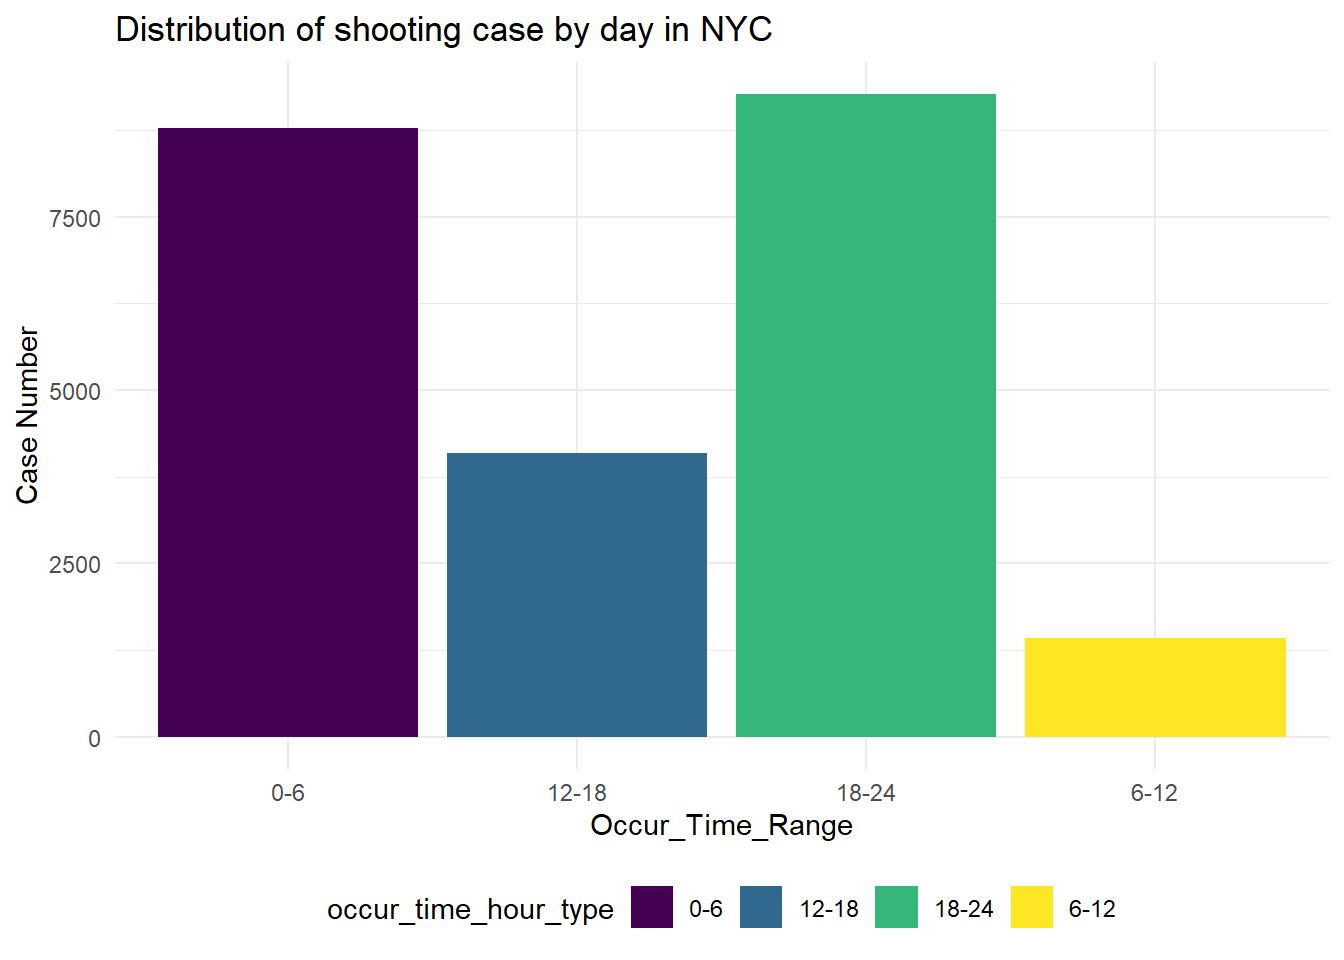 Distribution of shooting case by day in NYC
Case Number
7500
5000
2500
0
0-6 12-18 18-24 6-12
Occur_Time_Range
occur_time_hour_type 0-6 12-18 18-24 6-12